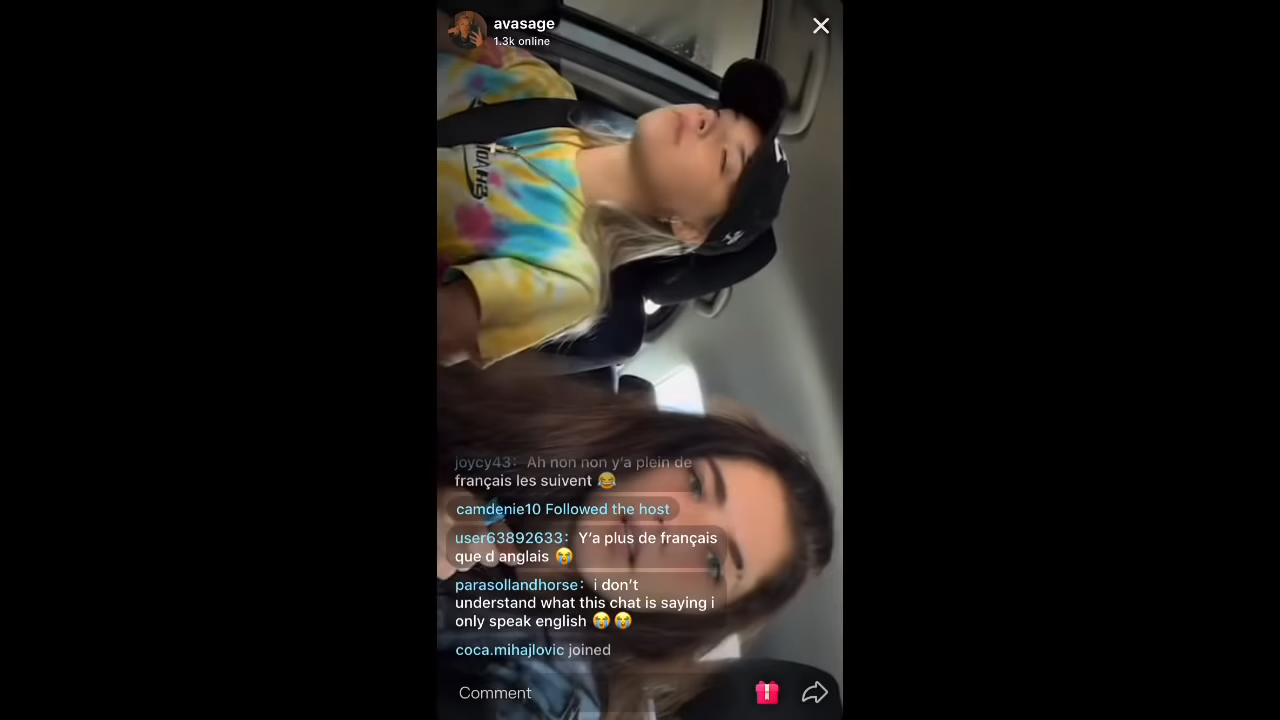 avasage
1.3k online
joycy43: Ah non non y'a plein de
français les suivent 😂
camdenie10 Followed the host
user63892633: Y'a plus de français
que d anglais 😭
parasollandhorse: i don't
understand what this chat is saying i
only speak english 😭😭
coca.mihajlovic joined
Comment